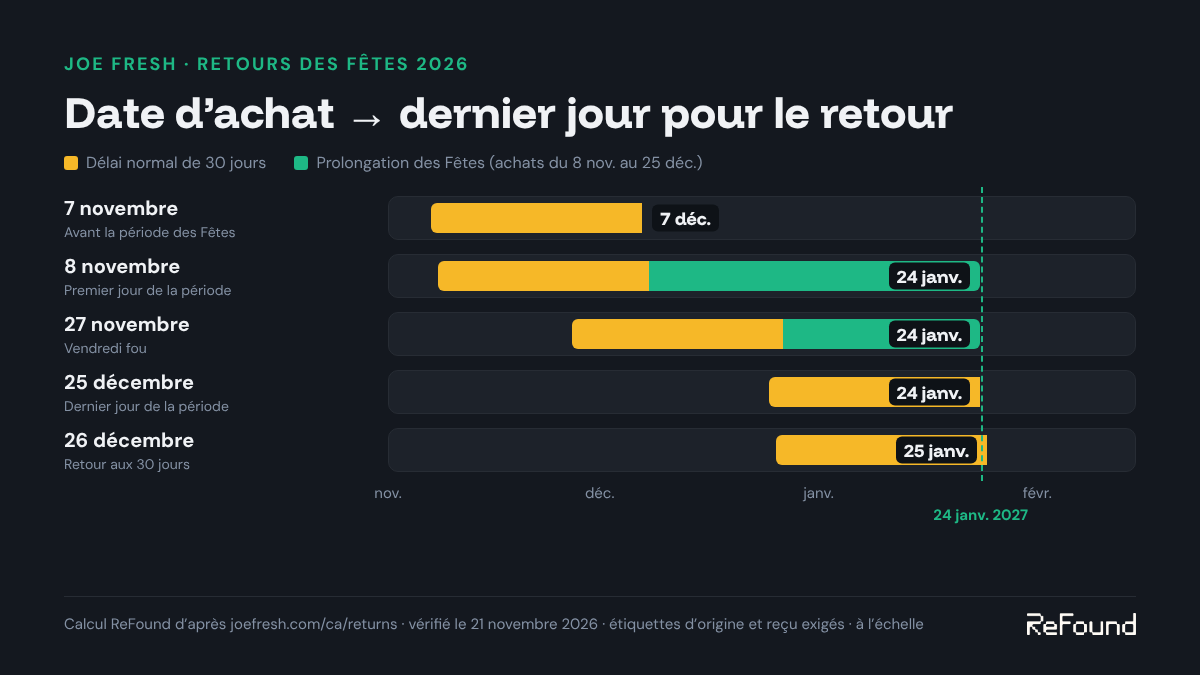 JOE FRESH · RETOURS DES FÊTES 2026
Date d’achat → dernier jour pour le retour
Délai normal de 30 jours
Prolongation des Fêtes (achats du 8 nov. au 25 déc.)
7 novembre
Avant la période des Fêtes
7 déc.
8 novembre
Premier jour de la période
24 janv.
27 novembre
Vendredi fou
24 janv.
25 décembre
Dernier jour de la période
24 janv.
26 décembre
Retour aux 30 jours
25 janv.
nov.
déc.
janv.
févr.
24 janv. 2027
Calcul ReFound d’après joefresh.com/ca/returns · vérifié le 21 novembre 2026 · étiquettes d’origine et reçu exigés · à l’échelle
ReFound